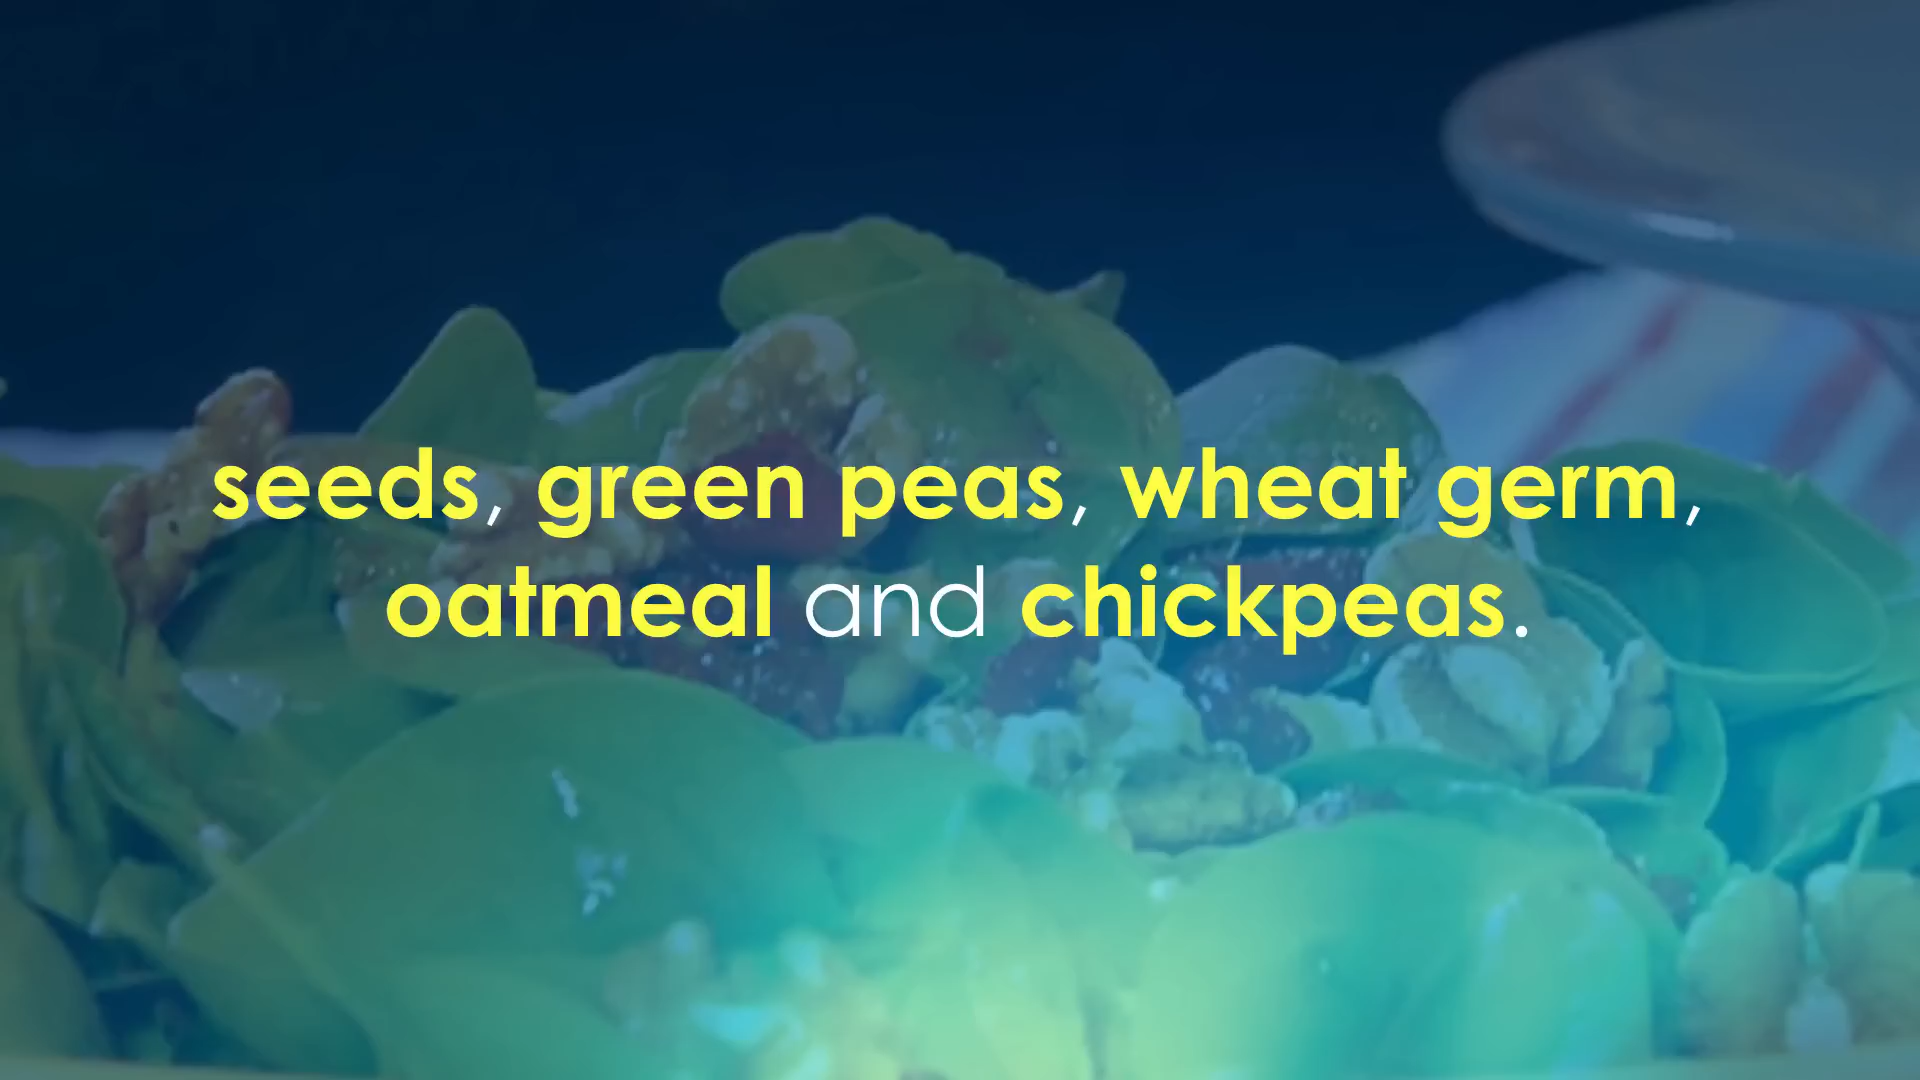 seeds, green peas, wheat germ,
oatmeal and chickpeas.